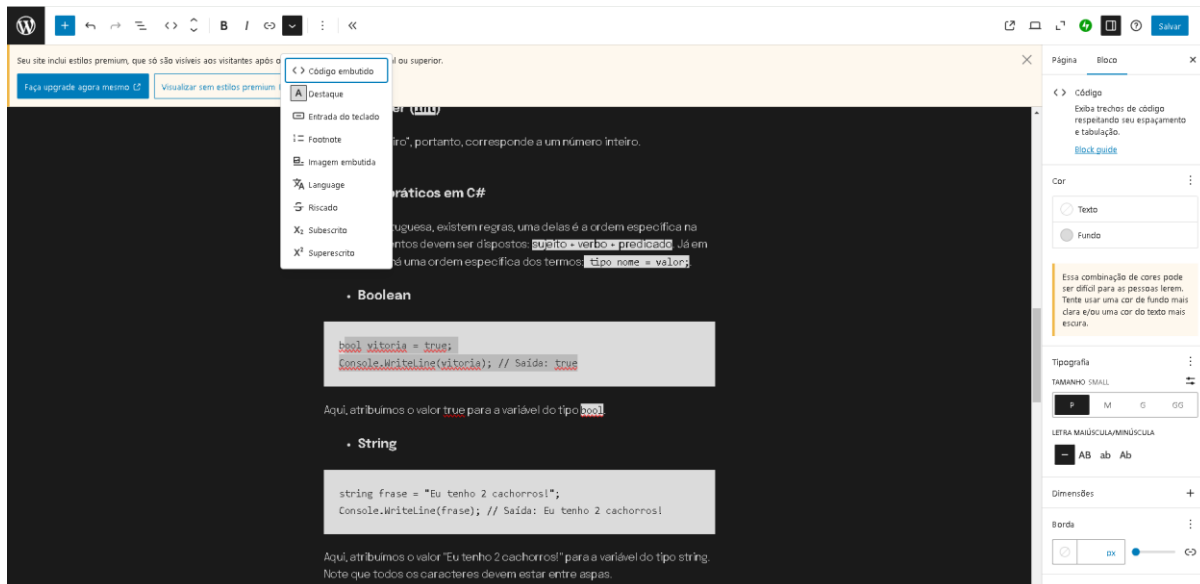 B I
Salvar
Seu site inclui estilos premium, que só são visíveis aos visitantes após o
l ou superior.
Faça upgrade agora mesmo
Visualizar sem estilos premium
Código embutido
A Destaque
Entrada do teclado
Footnote
Imagem embutida
Language
Riscado
X₂ Subescrito
X² Superescrito
er (int)
iro", portanto, corresponde a um número inteiro.
práticos em C#
tuguesa, existem regras, uma delas é a ordem específica na
entos devem ser dispostos: sujeito + verbo + predicado. Já em
há uma ordem específica dos termos: tipo nome = valor;
• Boolean
bool vitoria = true;
Console.WriteLine(vitoria); // Saída: true
Aqui, atribuímos o valor true para a variável do tipo bool.
• String
string frase = "Eu tenho 2 cachorros!";
Console.WriteLine(frase); // Saída: Eu tenho 2 cachorros!
Aqui, atribuímos o valor "Eu tenho 2 cachorros!" para a variável do tipo string.
Note que todos os caracteres devem estar entre aspas.
Página Bloco
Código
Exiba trechos de código
respeitando seu espaçamento
e tabulação.
Block guide
Cor
Texto
Fundo
Essa combinação de cores pode
ser difícil para as pessoas lerem.
Tente usar uma cor de fundo mais
clara e/ou uma cor do texto mais
escura.
Tipografia
TAMANHO SMALL
P M G GG
LETRA MAIÚSCULA/MINÚSCULA
— AB ab Ab
Dimensões
Borda
px